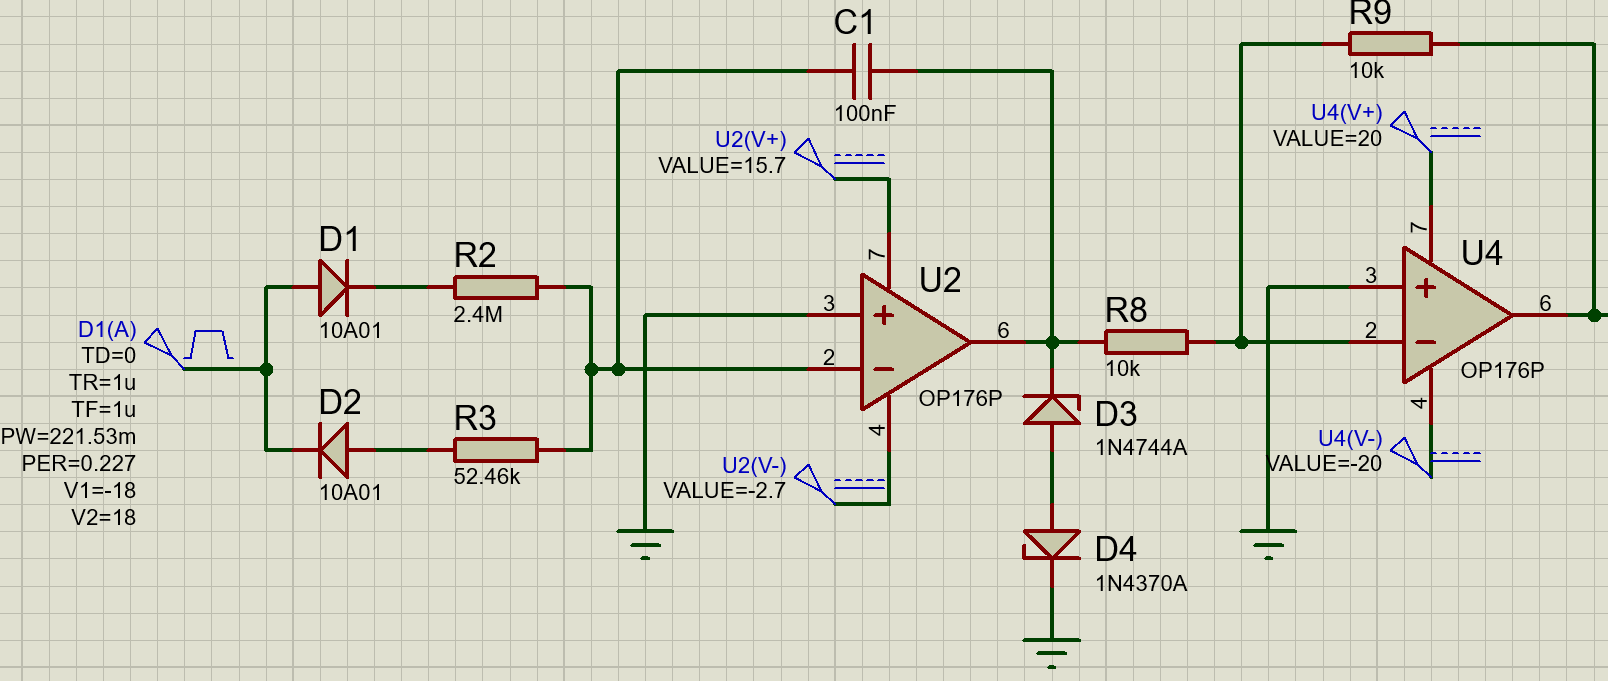 C1
100nF
R9
10k
U2(V+)
VALUE=15.7
U4(V+)
VALUE=20
D1
10A01
R2
2.4M
D1(A)
TD=0
TR=1u
TF=1u
PW=221.53m
PER=0.227
V1=-18
V2=18
D2
10A01
R3
52.46k
7
3
2
4
6
U2
OP176P
U2(V-)
VALUE=-2.7
R8
10k
D3
1N4744A
D4
1N4370A
7
3
2
4
6
U4
OP176P
U4(V-)
VALUE=-20